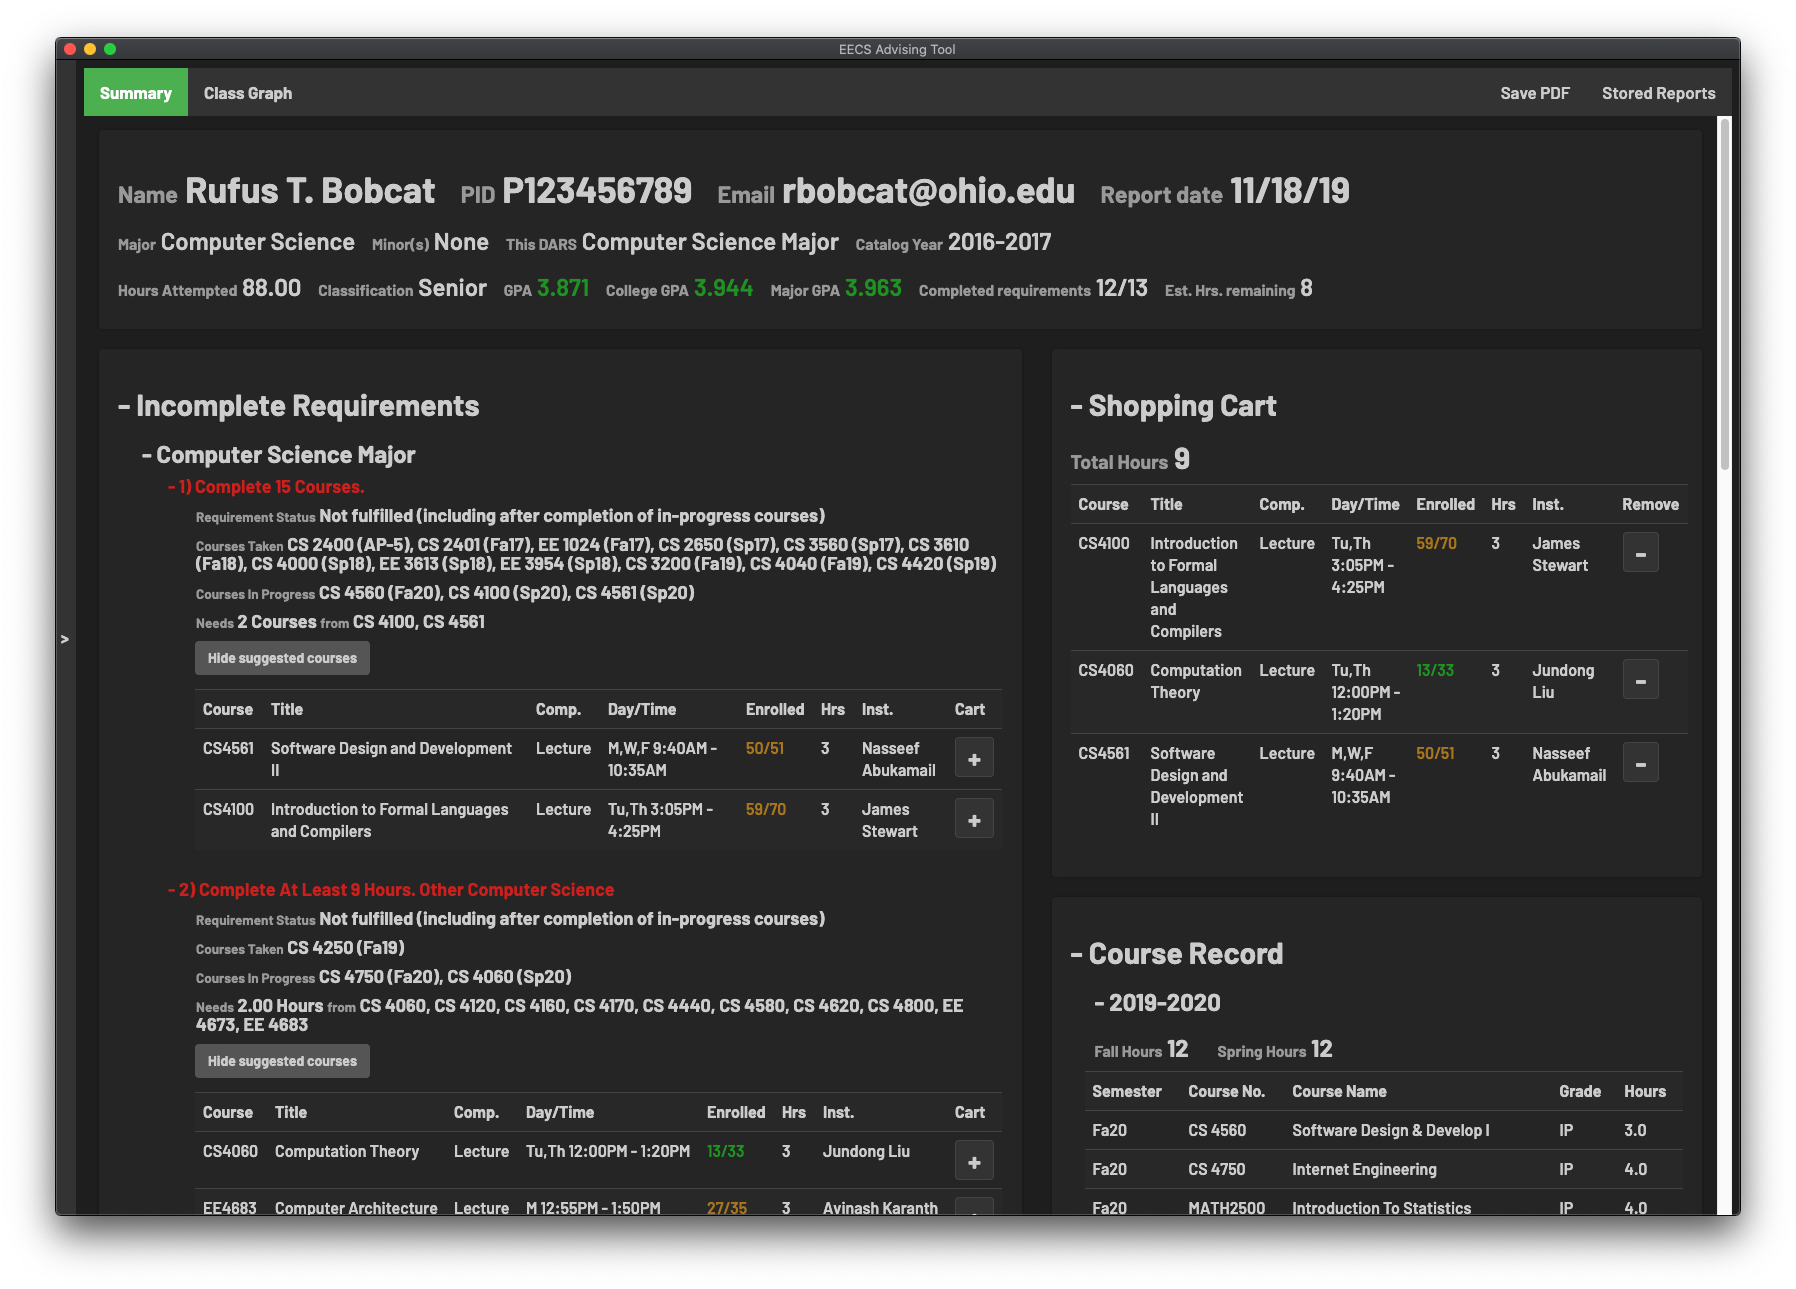 EECS Advising Tool
Summary Class Graph Save PDF Stored Reports
Name Rufus T. Bobcat PID P123456789 Email rbobcat@ohio.edu Report date 11/18/19
Major Computer Science Minor(s) None This DARS Computer Science Major Catalog Year 2016-2017
Hours Attempted 88.00 Classification Senior GPA 3.871 College GPA 3.944 Major GPA 3.963 Completed requirements 12/13 Est. Hrs. remaining 8
>
- Incomplete Requirements
- Computer Science Major
- 1) Complete 15 Courses.
Requirement Status Not fulfilled (including after completion of in-progress courses)
Courses Taken CS 2400 (AP-5), CS 2401 (Fa17), EE 1024 (Fa17), CS 2650 (Sp17), CS 3560 (Sp17), CS 3610
(Fa18), CS 4000 (Sp18), EE 3613 (Sp18), EE 3954 (Sp18), CS 3200 (Fa19), CS 4040 (Fa19), CS 4420 (Sp19)
Courses In Progress CS 4560 (Fa20), CS 4100 (Sp20), CS 4561 (Sp20)
Needs 2 Courses from CS 4100, CS 4561
Hide suggested courses
Course Title Comp. Day/Time Enrolled Hrs Inst. Cart
CS4561 Software Design and Development Lecture M,W,F 9:40AM - 50/51 3 Nasseef +
II 10:35AM Abukamail
CS4100 Introduction to Formal Languages Lecture Tu,Th 3:05PM - 59/70 3 James +
and Compilers 4:25PM Stewart
- 2) Complete At Least 9 Hours. Other Computer Science
Requirement Status Not fulfilled (including after completion of in-progress courses)
Courses Taken CS 4250 (Fa19)
Courses In Progress CS 4750 (Fa20), CS 4060 (Sp20)
Needs 2.00 Hours from CS 4060, CS 4120, CS 4160, CS 4170, CS 4440, CS 4580, CS 4620, CS 4800, EE
4673, EE 4683
Hide suggested courses
Course Title Comp. Day/Time Enrolled Hrs Inst. Cart
CS4060 Computation Theory Lecture Tu,Th 12:00PM - 1:20PM 13/33 3 Jundong Liu +
EE4683 Computer Architecture Lecture M 12:55PM - 1:50PM 27/35 3 Avinash Karanth
- Shopping Cart
Total Hours 9
Course Title Comp. Day/Time Enrolled Hrs Inst. Remove
CS4100 Introduction Lecture Tu,Th 59/70 3 James -
to Formal 3:05PM - Stewart
Languages 4:25PM
and
Compilers
CS4060 Computation Lecture Tu,Th 13/33 3 Jundong -
Theory 12:00PM - Liu
1:20PM
CS4561 Software Lecture M,W,F 50/51 3 Nasseef -
Design and 9:40AM - Abukamail
Development 10:35AM
II
- Course Record
- 2019-2020
Fall Hours 12 Spring Hours 12
Semester Course No. Course Name Grade Hours
Fa20 CS 4560 Software Design & Develop I IP 3.0
Fa20 CS 4750 Internet Engineering IP 4.0
Fa20 MATH2500 Introduction To Statistics IP 4.0